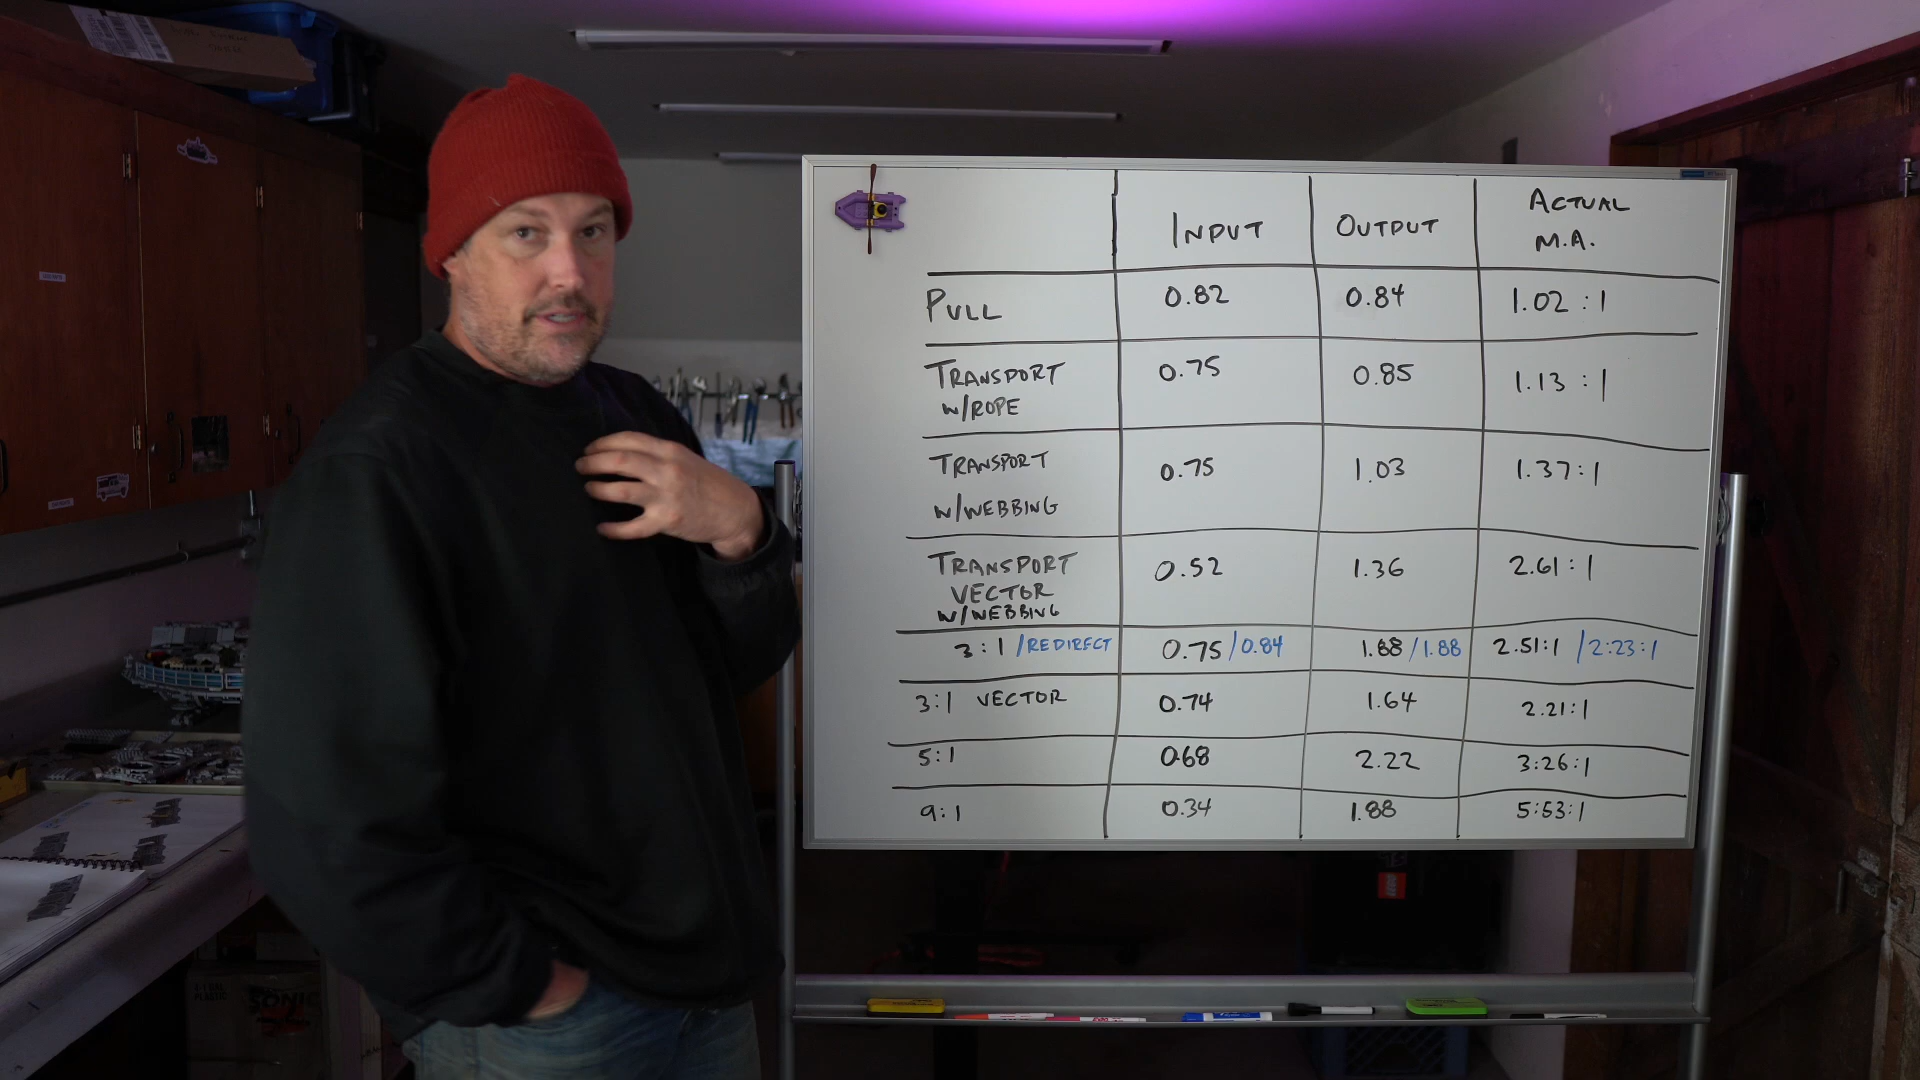 INPUT OUTPUT ACTUAL M.A.
PULL 0.82 0.84 1.02 : 1
TRANSPORT W/ROPE 0.75 0.85 1.13 : 1
TRANSPORT W/WEBBING 0.75 1.03 1.37:1
TRANSPORT VECTOR W/WEBBING 0.52 1.36 2.61:1
3:1 /REDIRECT 0.75/0.84 1.88/1.88 2.51:1 /2:23:1
3:1 VECTOR 0.74 1.64 2.21:1
5:1 0.68 2.22 3:26:1
9:1 0.34 1.88 5:53:1
SONIC